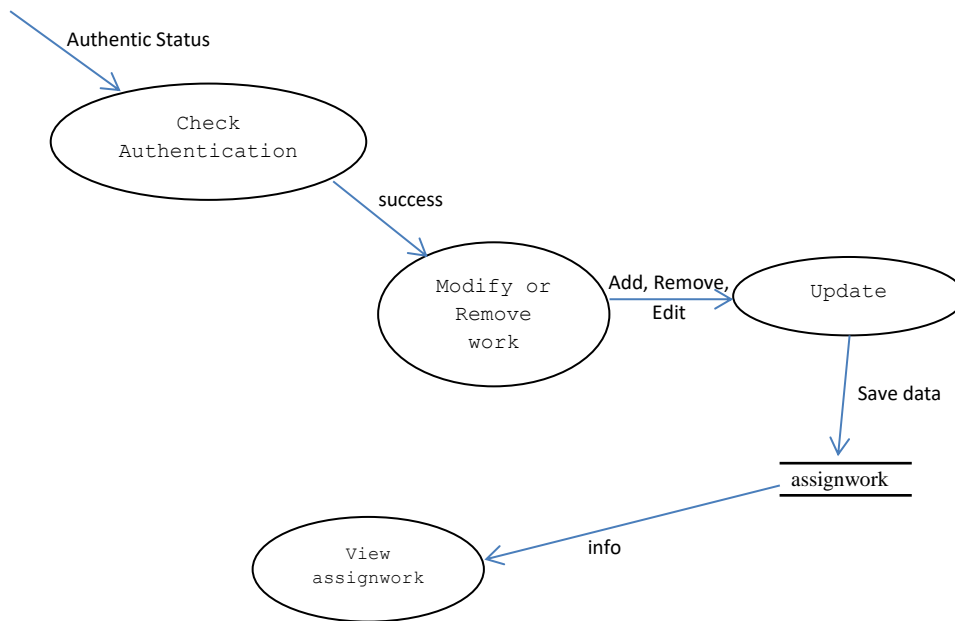 Authentic Status
Check
Authentication
success
Modify or
Remove
work
Add, Remove,
Edit
Update
Save data
assignwork
info
View
assignwork